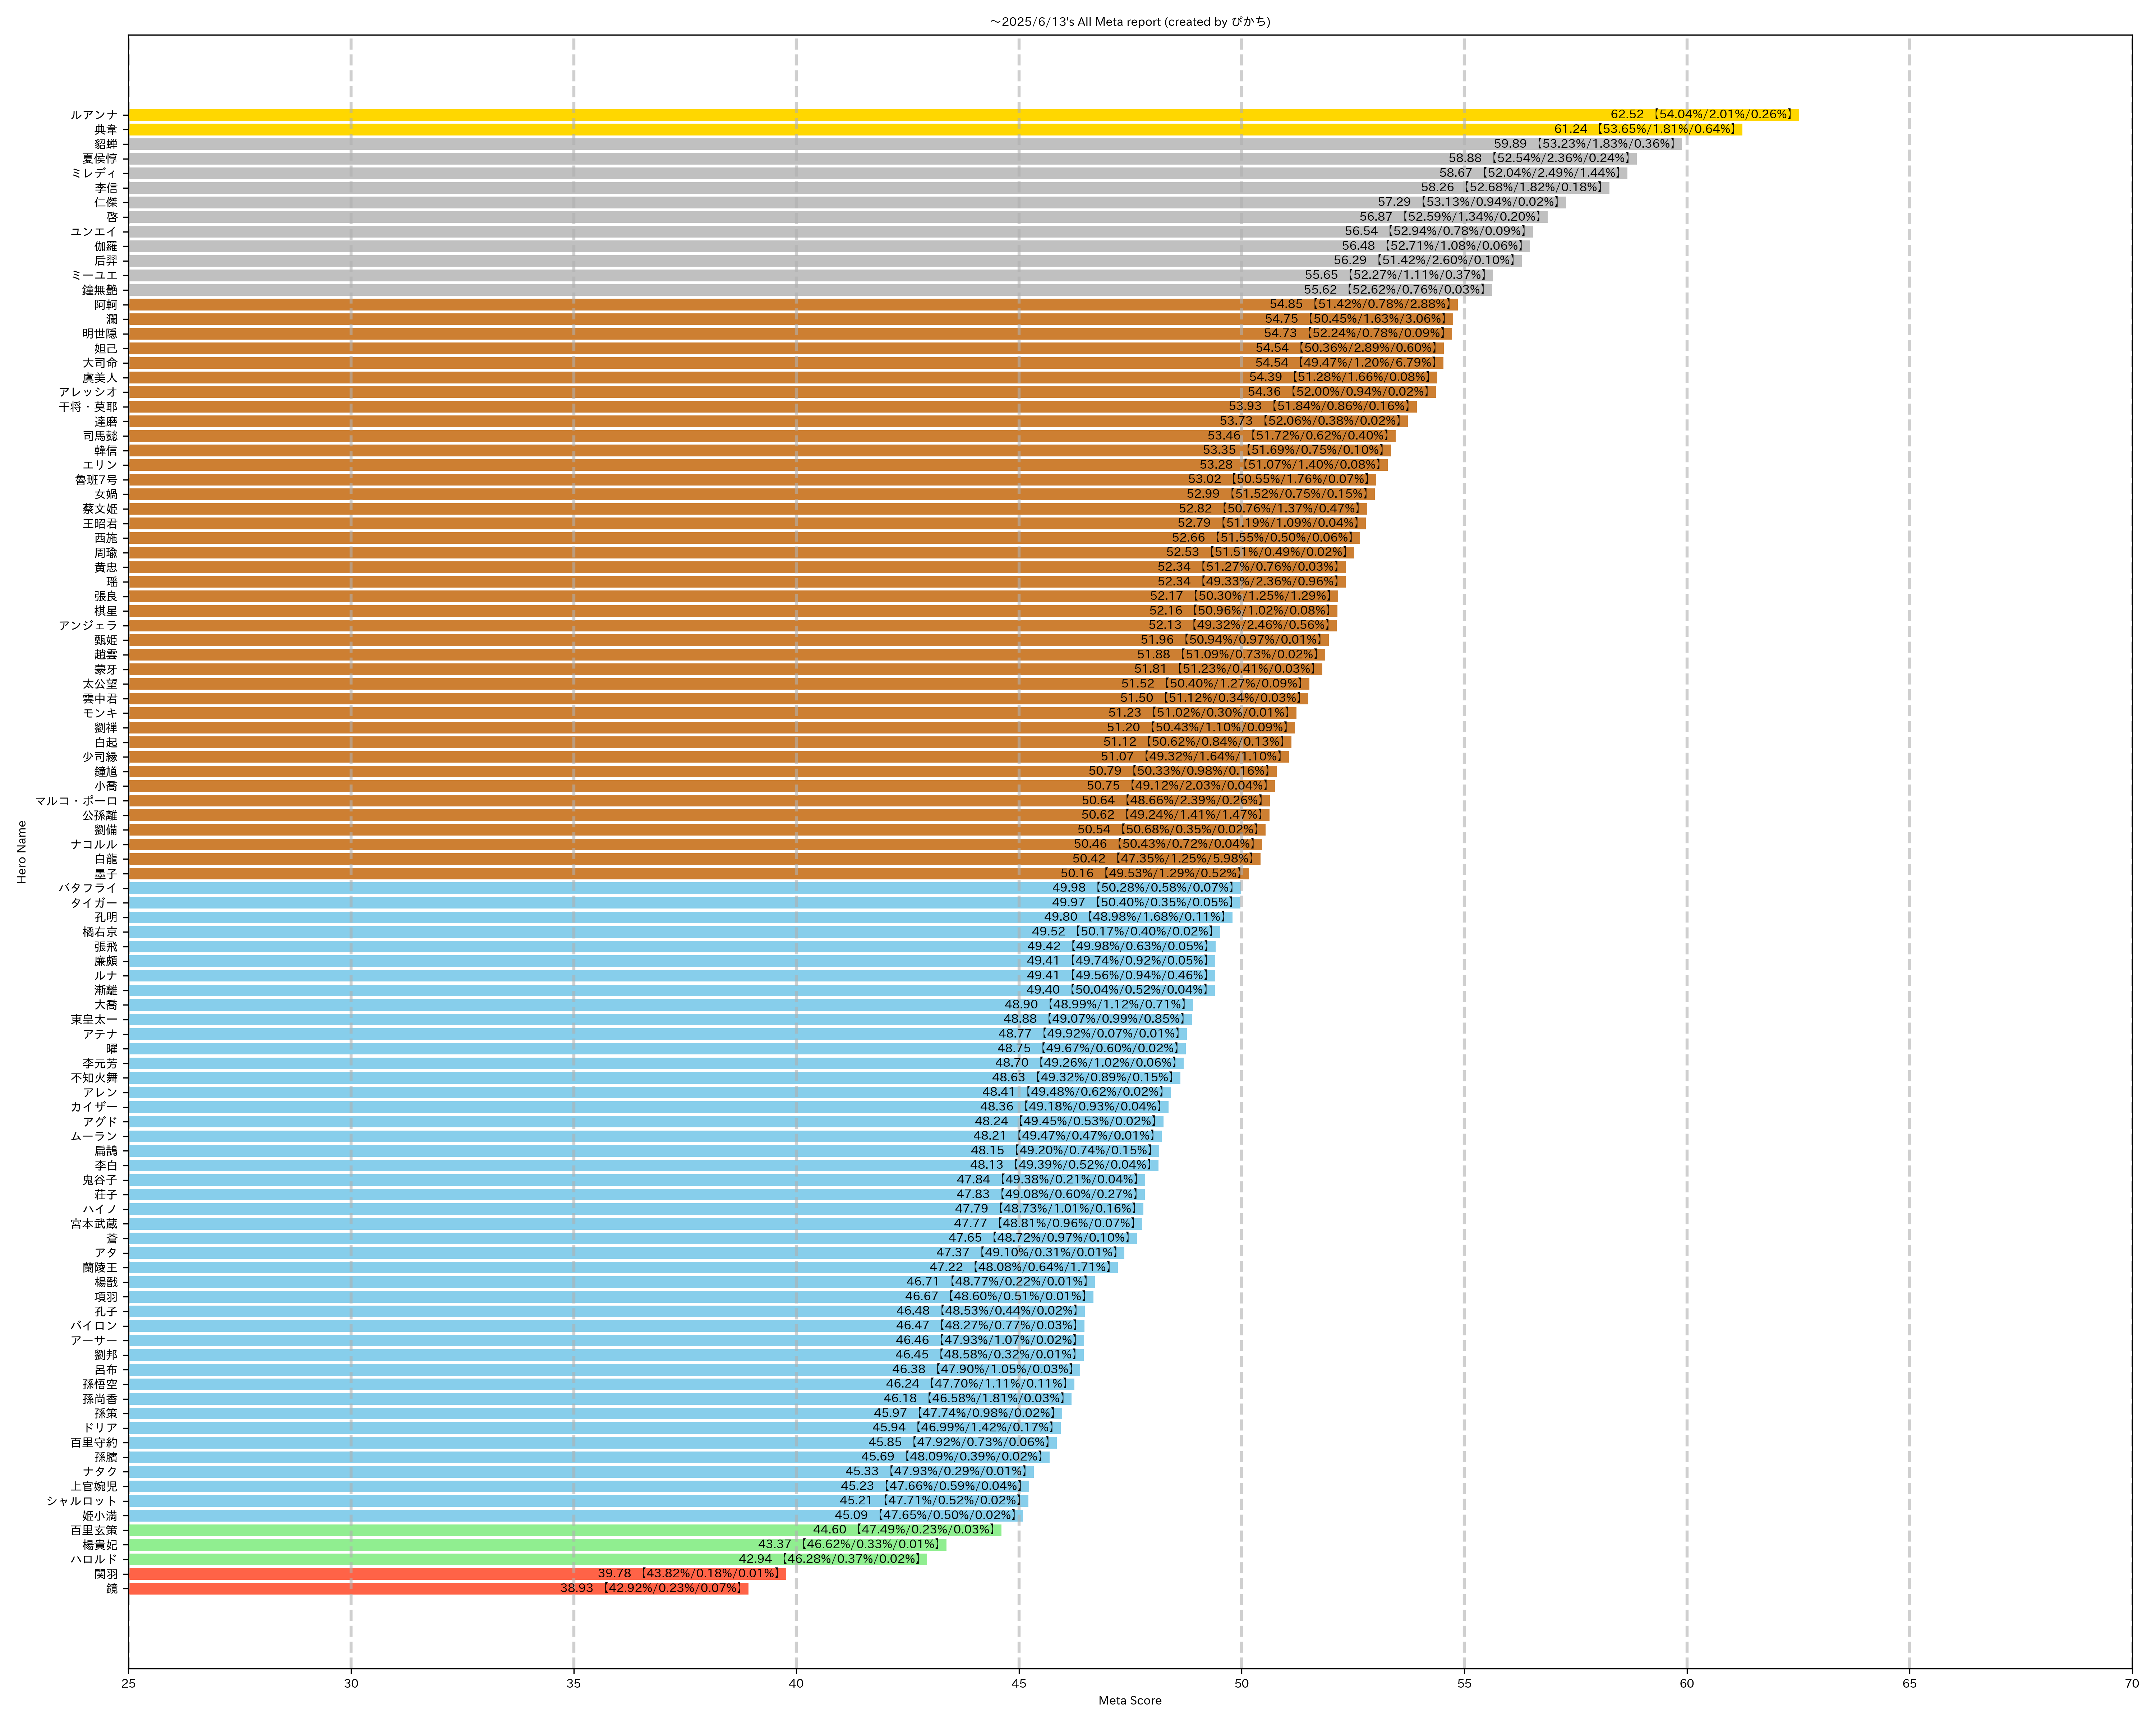 ～2025/6/13's All Meta report (created by ぴかち)
ルアンナ 62.52 【54.04%/2.01%/0.26%】
典韋 61.24 【53.65%/1.81%/0.64%】
貂蝉 59.89 【53.23%/1.83%/0.36%】
夏侯惇 58.88 【52.54%/2.36%/0.24%】
ミレディ 58.67 【52.04%/2.49%/1.44%】
李信 58.26 【52.68%/1.82%/0.18%】
仁傑 57.29 【53.13%/0.94%/0.02%】
啓 56.87 【52.59%/1.34%/0.20%】
ユンエイ 56.54 【52.94%/0.78%/0.09%】
伽羅 56.48 【52.71%/1.08%/0.06%】
后羿 56.29 【51.42%/2.60%/0.10%】
ミーユエ 55.65 【52.27%/1.11%/0.37%】
鐘無艶 55.62 【52.62%/0.76%/0.03%】
阿軻 54.85 【51.42%/0.78%/2.88%】
瀾 54.75 【50.45%/1.63%/3.06%】
明世隠 54.73 【52.24%/0.78%/0.09%】
妲己 54.54 【50.36%/2.89%/0.60%】
大司命 54.54 【49.47%/1.20%/6.79%】
虞美人 54.39 【51.28%/1.66%/0.08%】
アレッシオ 54.36 【52.00%/0.94%/0.02%】
干将・莫耶 53.93 【51.84%/0.86%/0.16%】
達磨 53.73 【52.06%/0.38%/0.02%】
司馬懿 53.46 【51.72%/0.62%/0.40%】
韓信 53.35 【51.69%/0.75%/0.10%】
エリン 53.28 【51.07%/1.40%/0.08%】
魯班7号 53.02 【50.55%/1.76%/0.07%】
女媧 52.99 【51.52%/0.75%/0.15%】
蔡文姫 52.82 【50.76%/1.37%/0.47%】
王昭君 52.79 【51.19%/1.09%/0.04%】
西施 52.66 【51.55%/0.50%/0.06%】
周瑜 52.53 【51.51%/0.49%/0.02%】
黄忠 52.34 【51.27%/0.76%/0.03%】
瑶 52.34 【49.33%/2.36%/0.96%】
張良 52.17 【50.30%/1.25%/1.29%】
棋星 52.16 【50.96%/1.02%/0.08%】
アンジェラ 52.13 【49.32%/2.46%/0.56%】
甄姫 51.96 【50.94%/0.97%/0.01%】
趙雲 51.88 【51.09%/0.73%/0.02%】
蒙牙 51.81 【51.23%/0.41%/0.03%】
太公望 51.52 【50.40%/1.27%/0.09%】
雲中君 51.50 【51.12%/0.34%/0.03%】
モンキ 51.23 【51.02%/0.30%/0.01%】
劉禅 51.20 【50.43%/1.10%/0.09%】
白起 51.12 【50.62%/0.84%/0.13%】
少司縁 51.07 【49.32%/1.64%/1.10%】
鐘馗 50.79 【50.33%/0.98%/0.16%】
小喬 50.75 【49.12%/2.03%/0.04%】
マルコ・ポーロ 50.64 【48.66%/2.39%/0.26%】
公孫離 50.62 【49.24%/1.41%/1.47%】
劉備 50.54 【50.68%/0.35%/0.02%】
ナコルル 50.46 【50.43%/0.72%/0.04%】
白龍 50.42 【47.35%/1.25%/5.98%】
墨子 50.16 【49.53%/1.29%/0.52%】
バタフライ 49.98 【50.28%/0.58%/0.07%】
タイガー 49.97 【50.40%/0.35%/0.05%】
孔明 49.80 【48.98%/1.68%/0.11%】
橘右京 49.52 【50.17%/0.40%/0.02%】
張飛 49.42 【49.98%/0.63%/0.05%】
廉頗 49.41 【49.74%/0.92%/0.05%】
ルナ 49.41 【49.56%/0.94%/0.46%】
漸離 49.40 【50.04%/0.52%/0.04%】
大喬 48.90 【48.99%/1.12%/0.71%】
東皇太一 48.88 【49.07%/0.99%/0.85%】
アテナ 48.77 【49.92%/0.07%/0.01%】
曜 48.75 【49.67%/0.60%/0.02%】
李元芳 48.70 【49.26%/1.02%/0.06%】
不知火舞 48.63 【49.32%/0.89%/0.15%】
アレン 48.41 【49.48%/0.62%/0.02%】
カイザー 48.36 【49.18%/0.93%/0.04%】
アグド 48.24 【49.45%/0.53%/0.02%】
ムーラン 48.21 【49.47%/0.47%/0.01%】
扁鵲 48.15 【49.20%/0.74%/0.15%】
李白 48.13 【49.39%/0.52%/0.04%】
鬼谷子 47.84 【49.38%/0.21%/0.04%】
荘子 47.83 【49.08%/0.60%/0.27%】
ハイノ 47.79 【48.73%/1.01%/0.16%】
宮本武蔵 47.77 【48.81%/0.96%/0.07%】
蒼 47.65 【48.72%/0.97%/0.10%】
アタ 47.37 【49.10%/0.31%/0.01%】
蘭陵王 47.22 【48.08%/0.64%/1.71%】
楊戩 46.71 【48.77%/0.22%/0.01%】
項羽 46.67 【48.60%/0.51%/0.01%】
孔子 46.48 【48.53%/0.44%/0.02%】
バイロン 46.47 【48.27%/0.77%/0.03%】
アーサー 46.46 【47.93%/1.07%/0.02%】
劉邦 46.45 【48.58%/0.32%/0.01%】
呂布 46.38 【47.90%/1.05%/0.03%】
孫悟空 46.24 【47.70%/1.11%/0.11%】
孫尚香 46.18 【46.58%/1.81%/0.03%】
孫策 45.97 【47.74%/0.98%/0.02%】
ドリア 45.94 【46.99%/1.42%/0.17%】
百里守約 45.85 【47.92%/0.73%/0.06%】
孫臏 45.69 【48.09%/0.39%/0.02%】
ナタク 45.33 【47.93%/0.29%/0.01%】
上官婉児 45.23 【47.66%/0.59%/0.04%】
シャルロット 45.21 【47.71%/0.52%/0.02%】
姫小満 45.09 【47.65%/0.50%/0.02%】
百里玄策 44.60 【47.49%/0.23%/0.03%】
楊貴妃 43.37 【46.62%/0.33%/0.01%】
ハロルド 42.94 【46.28%/0.37%/0.02%】
関羽 39.78 【43.82%/0.18%/0.01%】
鏡 38.93 【42.92%/0.23%/0.07%】
Hero Name
25 30 35 40 45 50 55 60 65 70
Meta Score